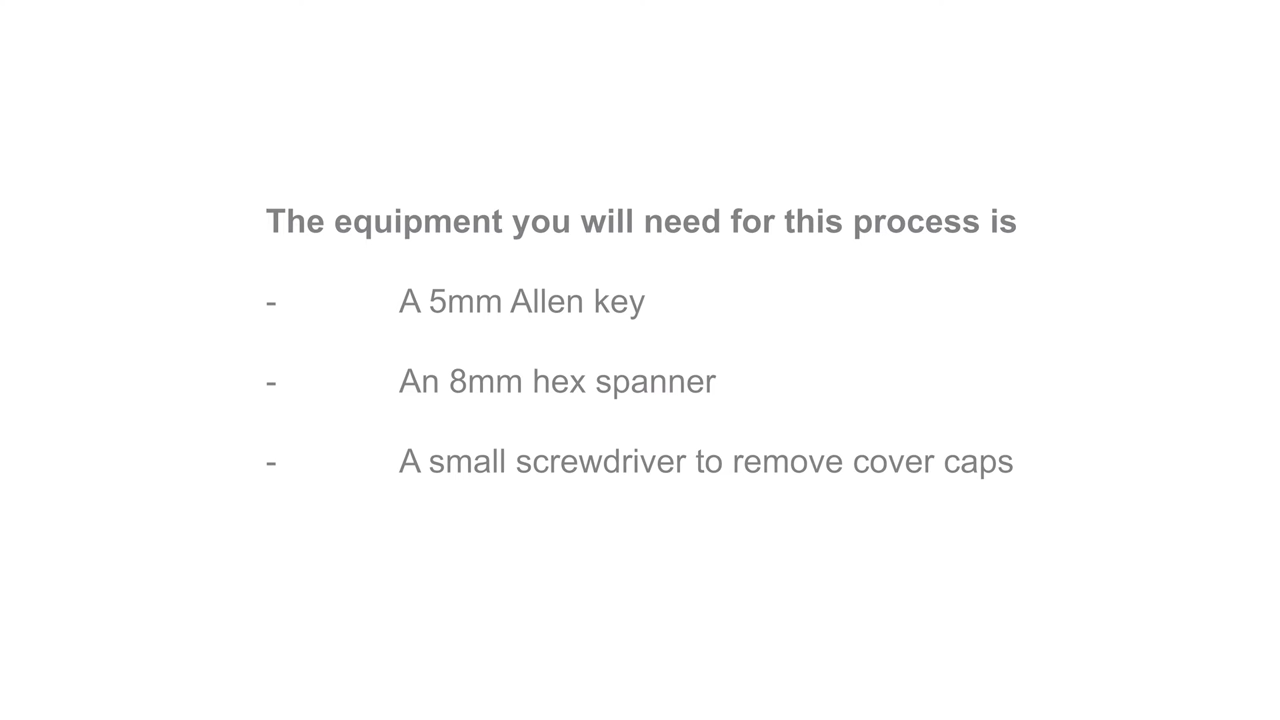 The equipment you will need for this process is
- A 5mm Allen key
- An 8mm hex spanner
- A small screwdriver to remove cover caps